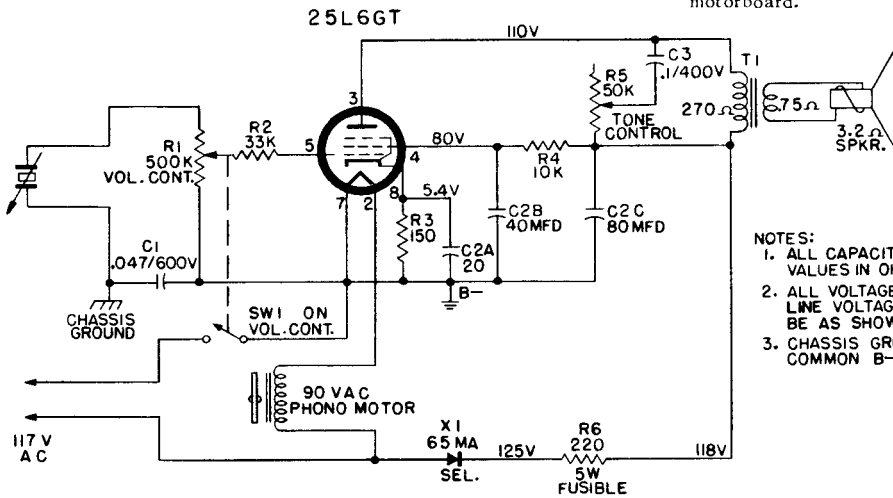 motorboard.
25L6GT
110V
C3
.1/400V
T1
R5
50K
TONE
CONTROL
270Ω
.75Ω
3.2Ω
SPKR.
3
R1
500K
VOL. CONT.
R2
33K
5
80V
4
R4
10K
5.4V
8
7
2
R3
150
C2A
20
C2B
40MFD
C2C
80MFD
C1
.047/600V
CHASSIS
GROUND
B-
SW1 ON
VOL. CONT.
NOTES:
1. ALL CAPACIT
VALUES IN OH
2. ALL VOLTAGE
LINE VOLTAG
BE AS SHOW
3. CHASSIS GR
COMMON B-
90 VAC
PHONO MOTOR
117 V
AC
X1
65 MA
SEL.
125V
R6
220
5W
FUSIBLE
118V